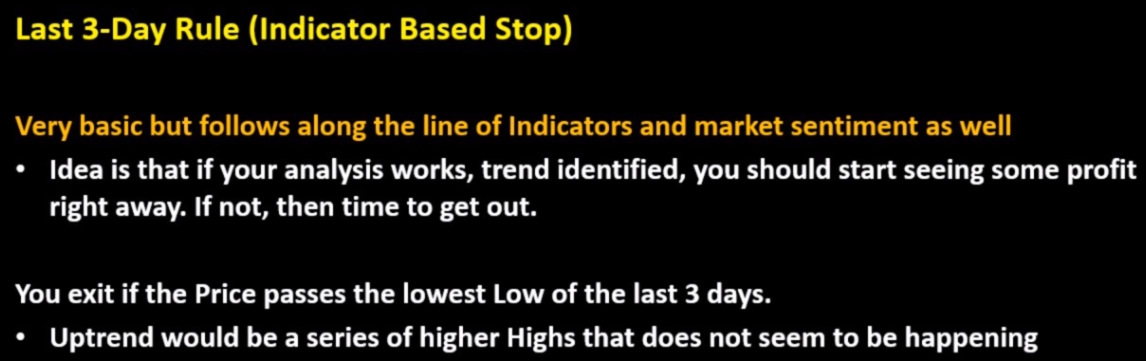 Last 3-Day Rule (Indicator Based Stop)
Very basic but follows along the line of Indicators and market sentiment as well
• Idea is that if your analysis works, trend identified, you should start seeing some profit
right away. If not, then time to get out.
You exit if the Price passes the lowest Low of the last 3 days.
• Uptrend would be a series of higher Highs that does not seem to be happening